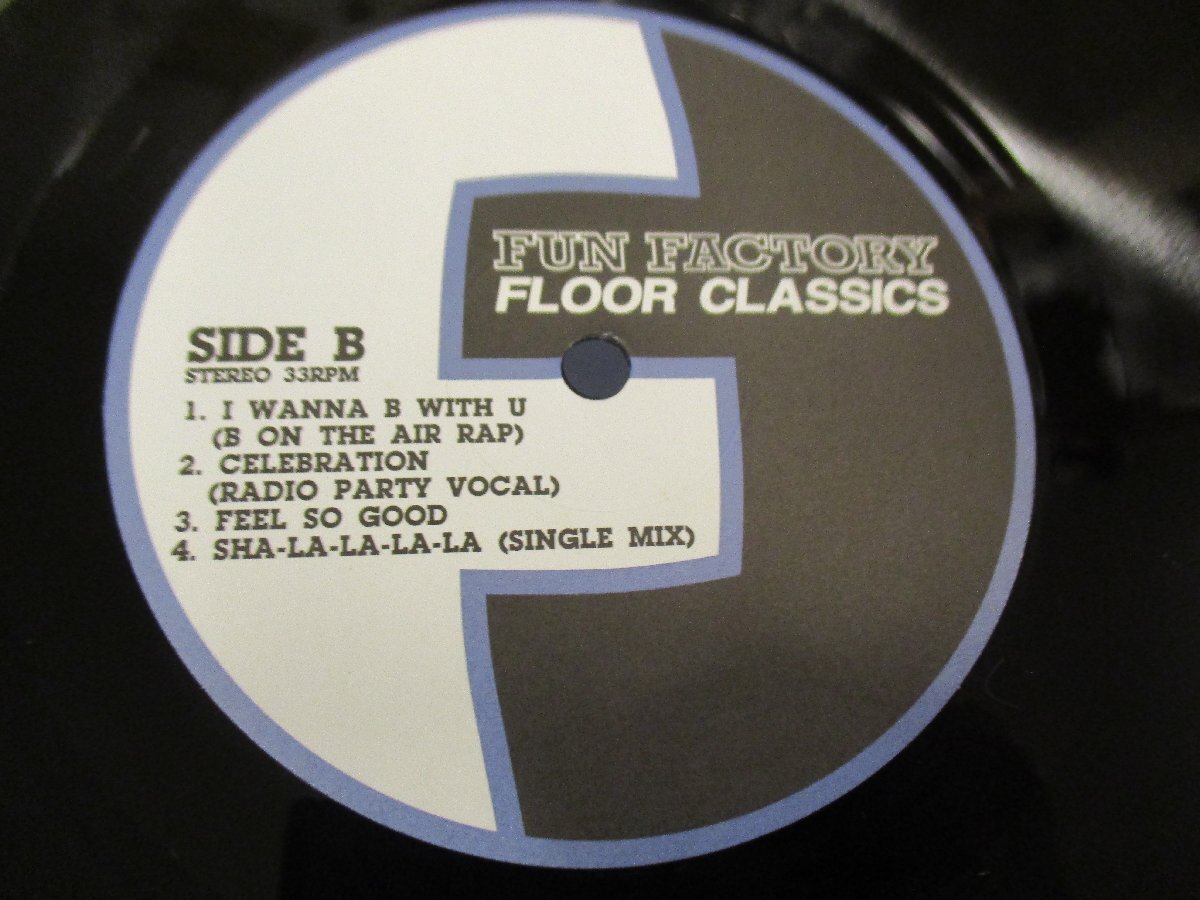 FUN FACTORY
FLOOR CLASSICS
SIDE B
STEREO 33RPM
1. I WANNA B WITH U
(B ON THE AIR RAP)
2. CELEBRATION
(RADIO PARTY VOCAL)
3. FEEL SO GOOD
4. SHA-LA-LA-LA-LA (SINGLE MIX)